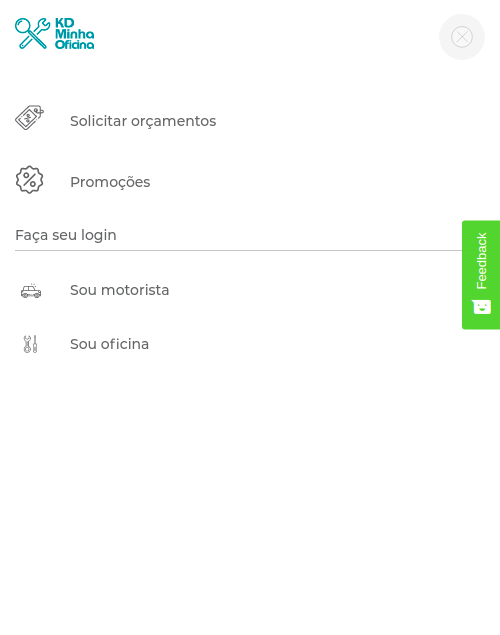 KD
Minha
Oficina
Solicitar orçamentos
Promoções
Faça seu login
Sou motorista
Sou oficina
Feedback